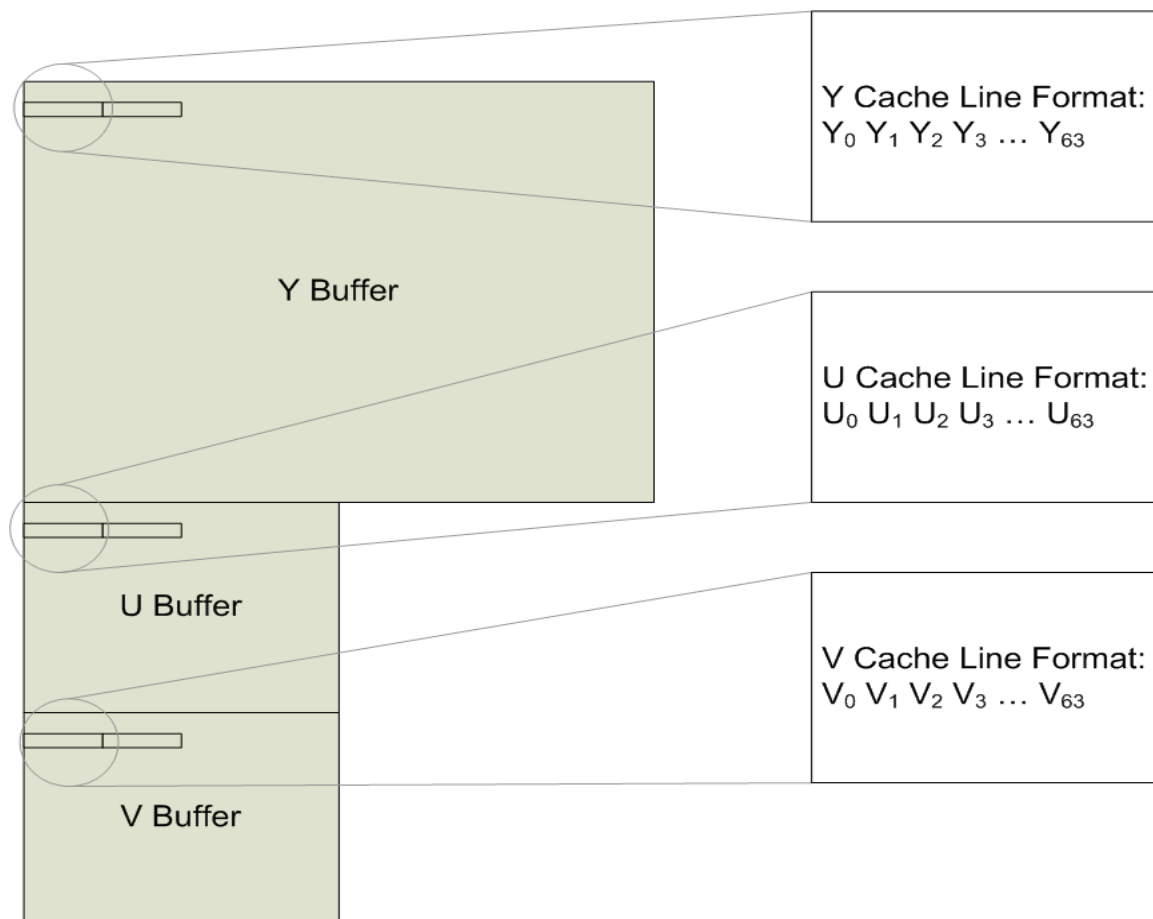 Y Cache Line Format:
Y₀ Y₁ Y₂ Y₃ … Y₆₃
Y Buffer
U Cache Line Format:
U₀ U₁ U₂ U₃ … U₆₃
U Buffer
V Cache Line Format:
V₀ V₁ V₂ V₃ … V₆₃
V Buffer